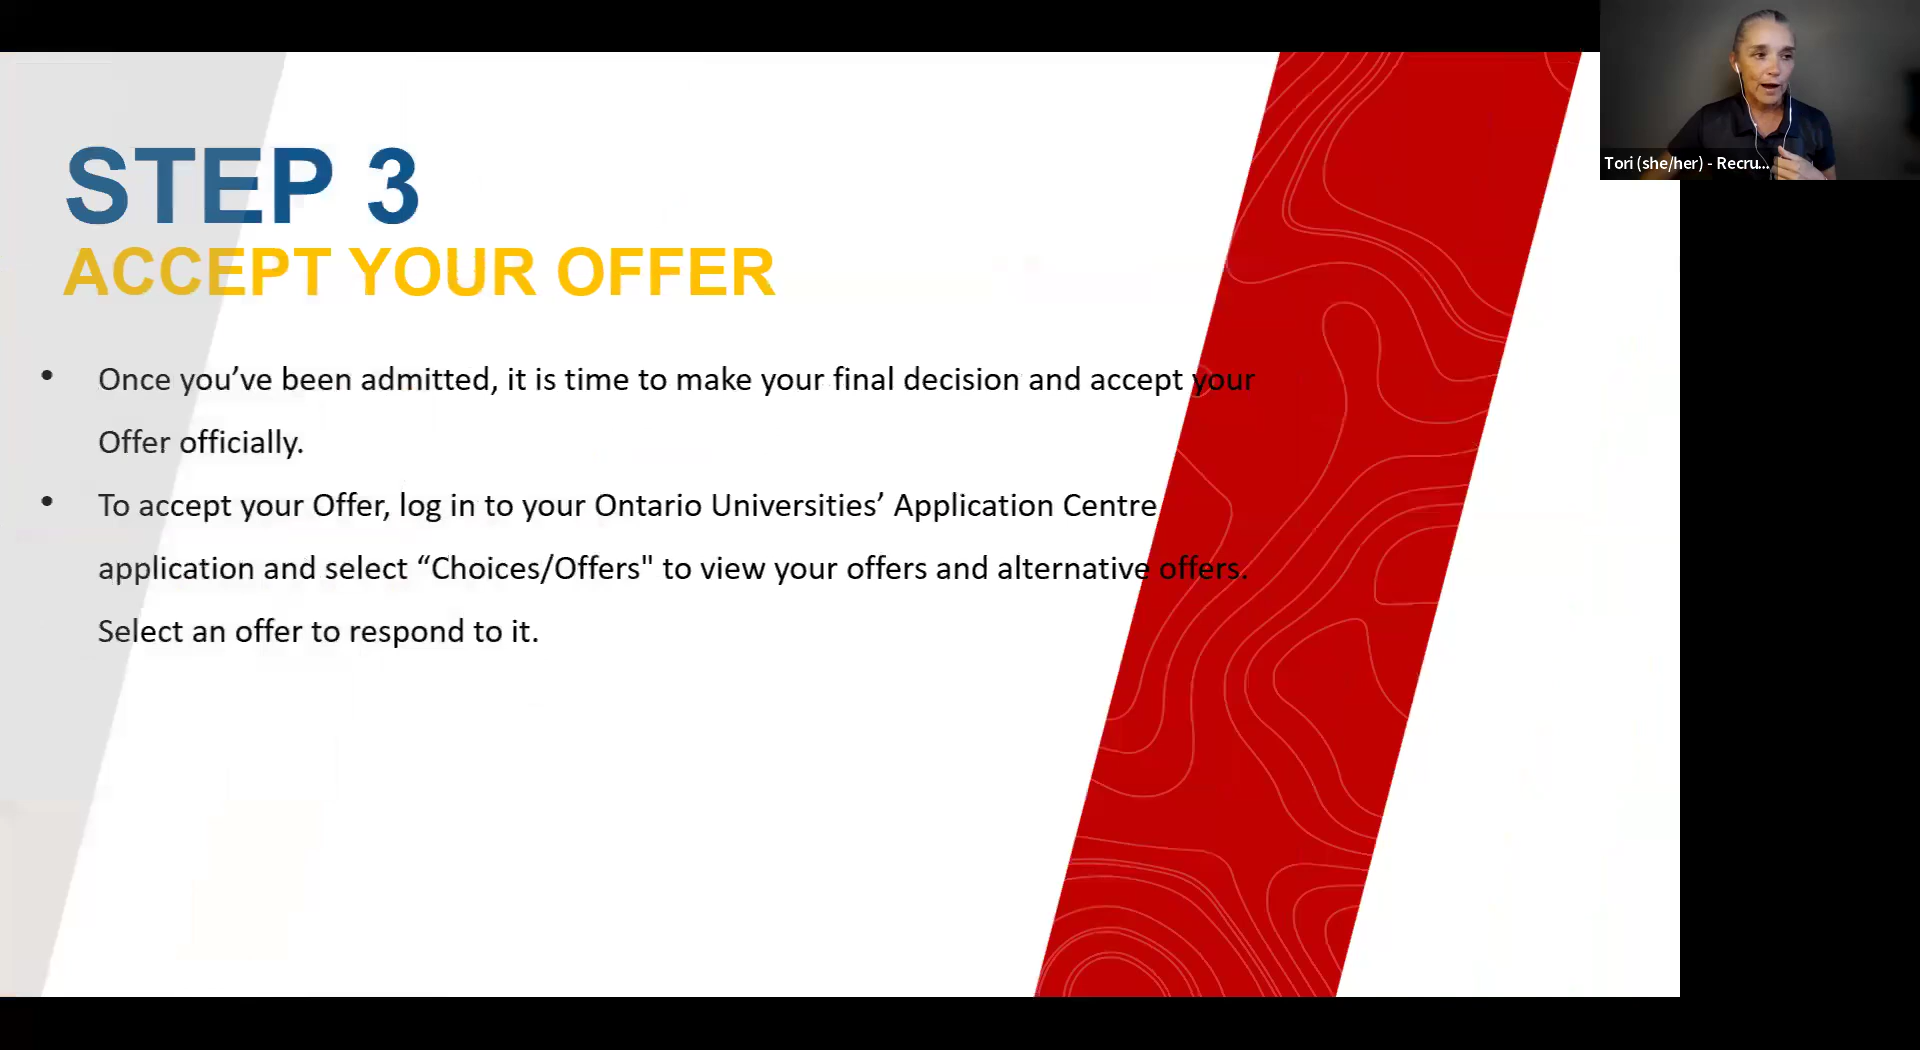 STEP 3
ACCEPT YOUR OFFER
• Once you’ve been admitted, it is time to make your final decision and accept your
Offer officially.
• To accept your Offer, log in to your Ontario Universities’ Application Centre
application and select “Choices/Offers" to view your offers and alternative offers.
Select an offer to respond to it.
Tori (she/her) - Recru...